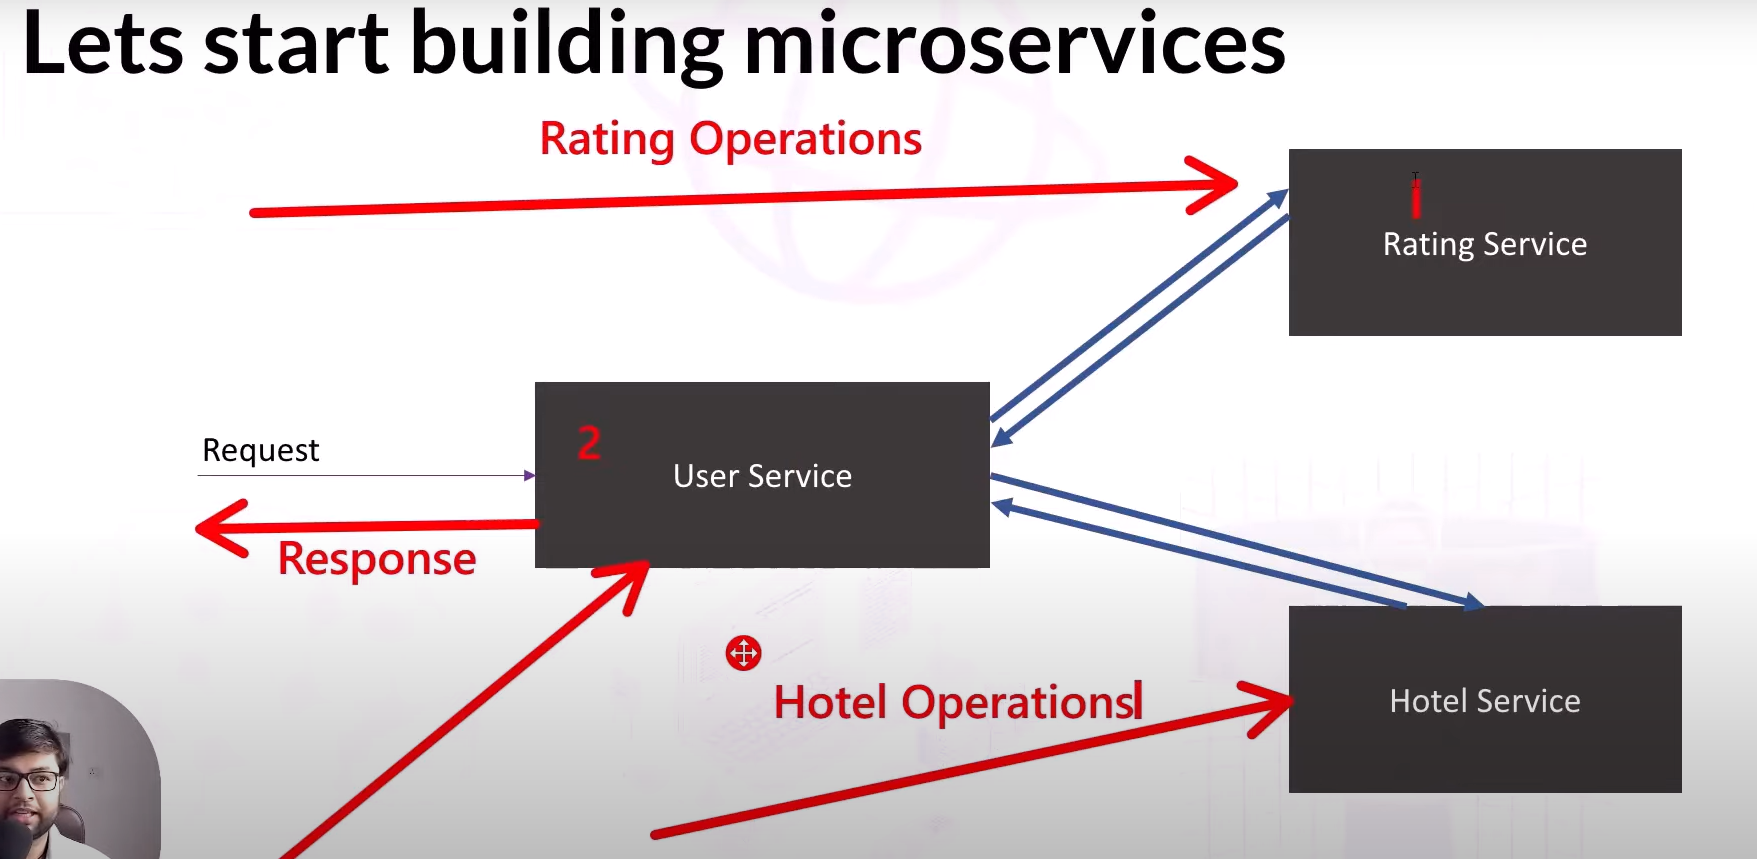 Lets start building microservices
Rating Operations
1
Rating Service
Request
2
User Service
Response
Hotel Operations
Hotel Service